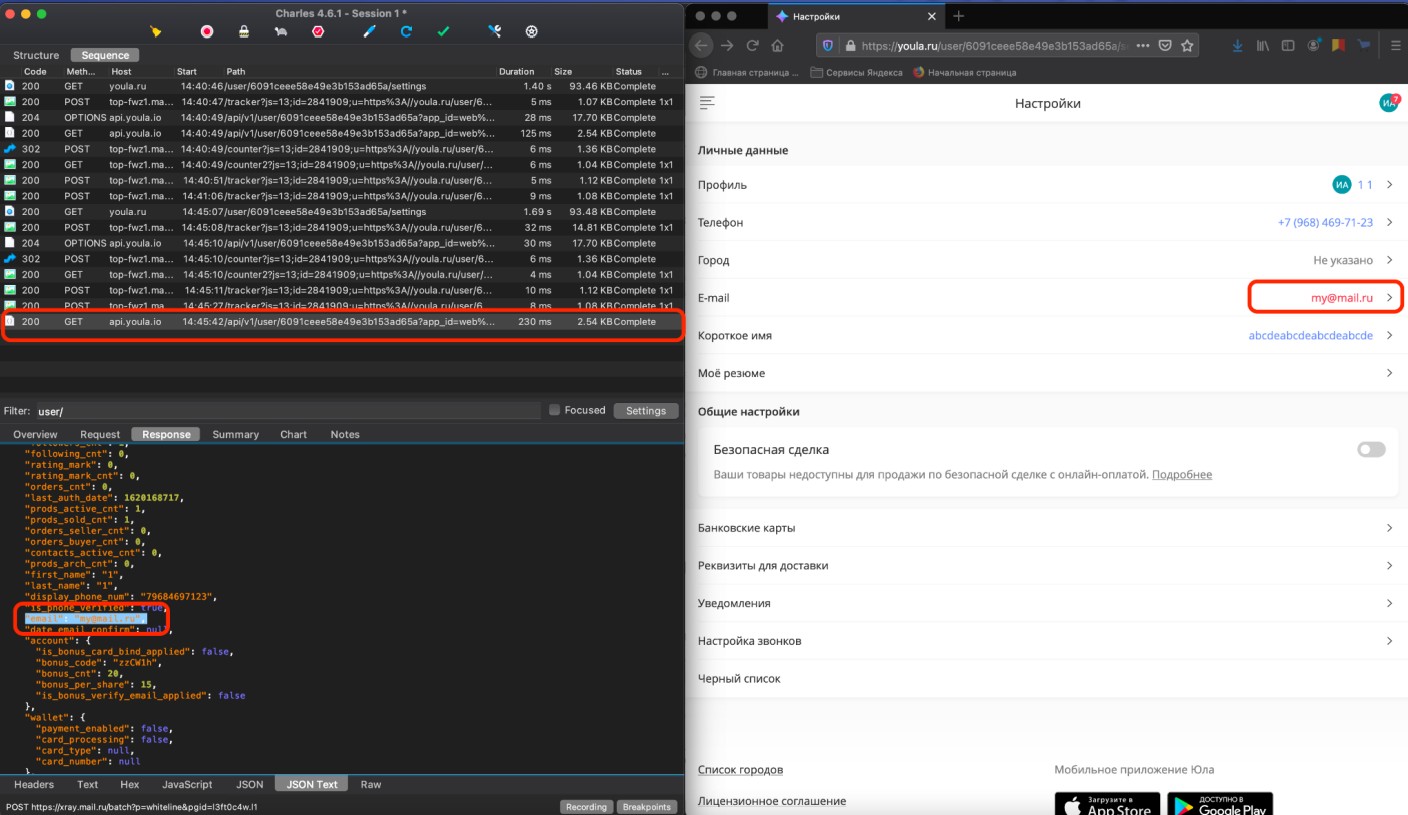 Charles 4.6.1 - Session 1 *
Structure Sequence
Code Meth... Host Start Path Duration Size Status ...
200 GET youla.ru 14:40:46 /user/6091ceee58e49e3b153ad65a/settings 1.40 s 93.46 KB Complete
200 POST top-fwz1.ma... 14:40:47 /tracker?js=13;id=2841909;u=https%3A//youla.ru/user/6... 5 ms 1.07 KB Complete 1x1
204 OPTIONS api.youla.io 14:40:49 /api/v1/user/6091ceee58e49e3b153ad65a?app_id=web%... 28 ms 17.70 KB Complete
200 GET api.youla.io 14:40:49 /api/v1/user/6091ceee58e49e3b153ad65a?app_id=web%... 125 ms 2.54 KB Complete
302 POST top-fwz1.ma... 14:40:49 /counter?js=13;id=2841909;u=https%3A//youla.ru/user/6... 6 ms 1.36 KB Complete
200 GET top-fwz1.ma... 14:40:49 /counter2?js=13;id=2841909;u=https%3A//youla.ru/user/... 6 ms 1.04 KB Complete 1x1
200 POST top-fwz1.ma... 14:40:51 /tracker?js=13;id=2841909;u=https%3A//youla.ru/user/6... 5 ms 1.12 KB Complete 1x1
200 POST top-fwz1.ma... 14:41:06 /tracker?js=13;id=2841909;u=https%3A//youla.ru/user/6... 9 ms 1.08 KB Complete 1x1
200 GET youla.ru 14:45:07 /user/6091ceee58e49e3b153ad65a/settings 1.69 s 93.48 KB Complete
200 POST top-fwz1.ma... 14:45:08 /tracker?js=13;id=2841909;u=https%3A//youla.ru/user/6... 32 ms 14.81 KB Complete 1x1
204 OPTIONS api.youla.io 14:45:10 /api/v1/user/6091ceee58e49e3b153ad65a?app_id=web%... 30 ms 17.70 KB Complete
302 POST top-fwz1.ma... 14:45:10 /counter?js=13;id=2841909;u=https%3A//youla.ru/user/6... 6 ms 1.36 KB Complete
200 GET top-fwz1.ma... 14:45:10 /counter2?js=13;id=2841909;u=https%3A//youla.ru/user/... 4 ms 1.04 KB Complete 1x1
200 POST top-fwz1.ma... 14:45:11 /tracker?js=13;id=2841909;u=https%3A//youla.ru/user/6... 10 ms 1.12 KB Complete 1x1
200 POST top-fwz1.ma... 14:45:27 /tracker?js=13;id=2841909;u=https%3A//youla.ru/user/6 8 ms 1.08 KB Complete 1x1
200 GET api.youla.io 14:45:42 /api/v1/user/6091ceee58e49e3b153ad65a?app_id=web%... 230 ms 2.54 KB Complete
Filter: user/ Focused Settings
Overview Request Response Summary Chart Notes
"following_cnt": 0,
"rating_mark": 0,
"rating_mark_cnt": 0,
"orders_cnt": 0,
"last_auth_date": 1620168717,
"prods_active_cnt": 1,
"prods_sold_cnt": 1,
"orders_seller_cnt": 0,
"orders_buyer_cnt": 0,
"contacts_active_cnt": 0,
"prods_arch_cnt": 0,
"first_name": "1",
"last_name": "1",
"display_phone_num": "79684697123",
"is_phone_verified": true,
"email": "my@mail.ru",
"date_email_confirm": null,
"account": {
"is_bonus_card_bind_applied": false,
"bonus_code": "zzCW1h",
"bonus_cnt": 20,
"bonus_per_share": 15,
"is_bonus_verify_email_applied": false
},
"wallet": {
"payment_enabled": false,
"card_processing": false,
"card_type": null,
"card_number": null
},
Headers Text Hex JavaScript JSON JSON Text Raw
POST https://xray.mail.ru/batch?p=whiteline&pgid=l3ft0c4w.l1 Recording Breakpoints
Настройки
https://youla.ru/user/6091ceee58e49e3b153ad65a/s
Главная страница ... Сервисы Яндекса Начальная страница
Настройки ИА 7
Личные данные
Профиль ИА 1 1
Телефон +7 (968) 469-71-23
Город Не указано
E-mail my@mail.ru
Короткое имя abcdeabcdeabcdeabcde
Моё резюме
Общие настройки
Безопасная сделка
Ваши товары недоступны для продажи по безопасной сделке с онлайн-оплатой. Подробнее
Банковские карты
Реквизиты для доставки
Уведомления
Настройка звонков
Черный список
Список городов Мобильное приложение Юла
Лицензионное соглашение
Загрузите в
App Store
ДОСТУПНО В
Google Play